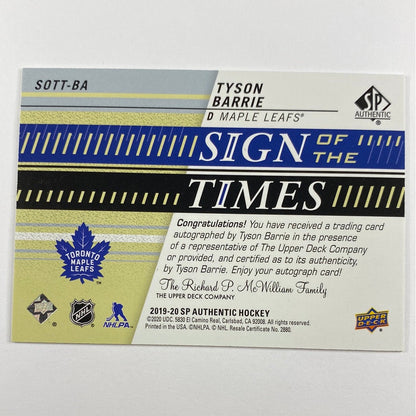 SOTT-BA
TYSON
BARRIE
D MAPLE LEAFS®
SP
AUTHENTIC
SIGN OF THE
TIMES
Congratulations! You have received a trading card
autographed by Tyson Barrie in the presence
of a representative of The Upper Deck Company
or provided, and certified as to its authenticity,
by Tyson Barrie. Enjoy your autograph card!
The Richard P. McWilliam Family
THE UPPER DECK COMPANY
TORONTO
MAPLE
LEAFS
NHL
NHLPA
UPPER
DECK
2019-20 SP AUTHENTIC HOCKEY
©2020 UDC. 5830 El Camino Real, Carlsbad, CA 92008. All rights reserved.
Printed in the USA. ©NHLPA. © NHL. Resale Certificate No. 2880.